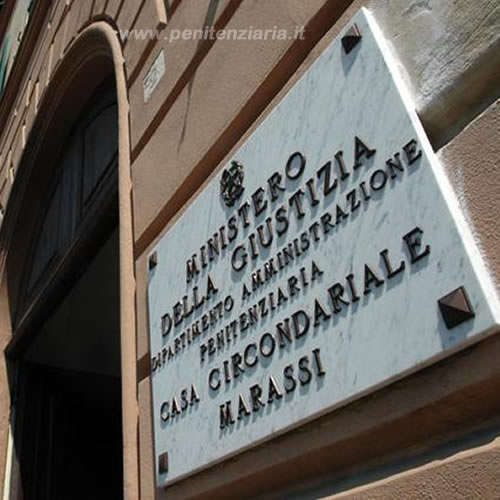 www.penitenziaria.it
MINISTERO
DELLA GIUSTIZIA
DIPARTIMENTO AMMINISTRAZIONE
PENITENZIARIA
CASA CIRCONDARIALE
MARASSI